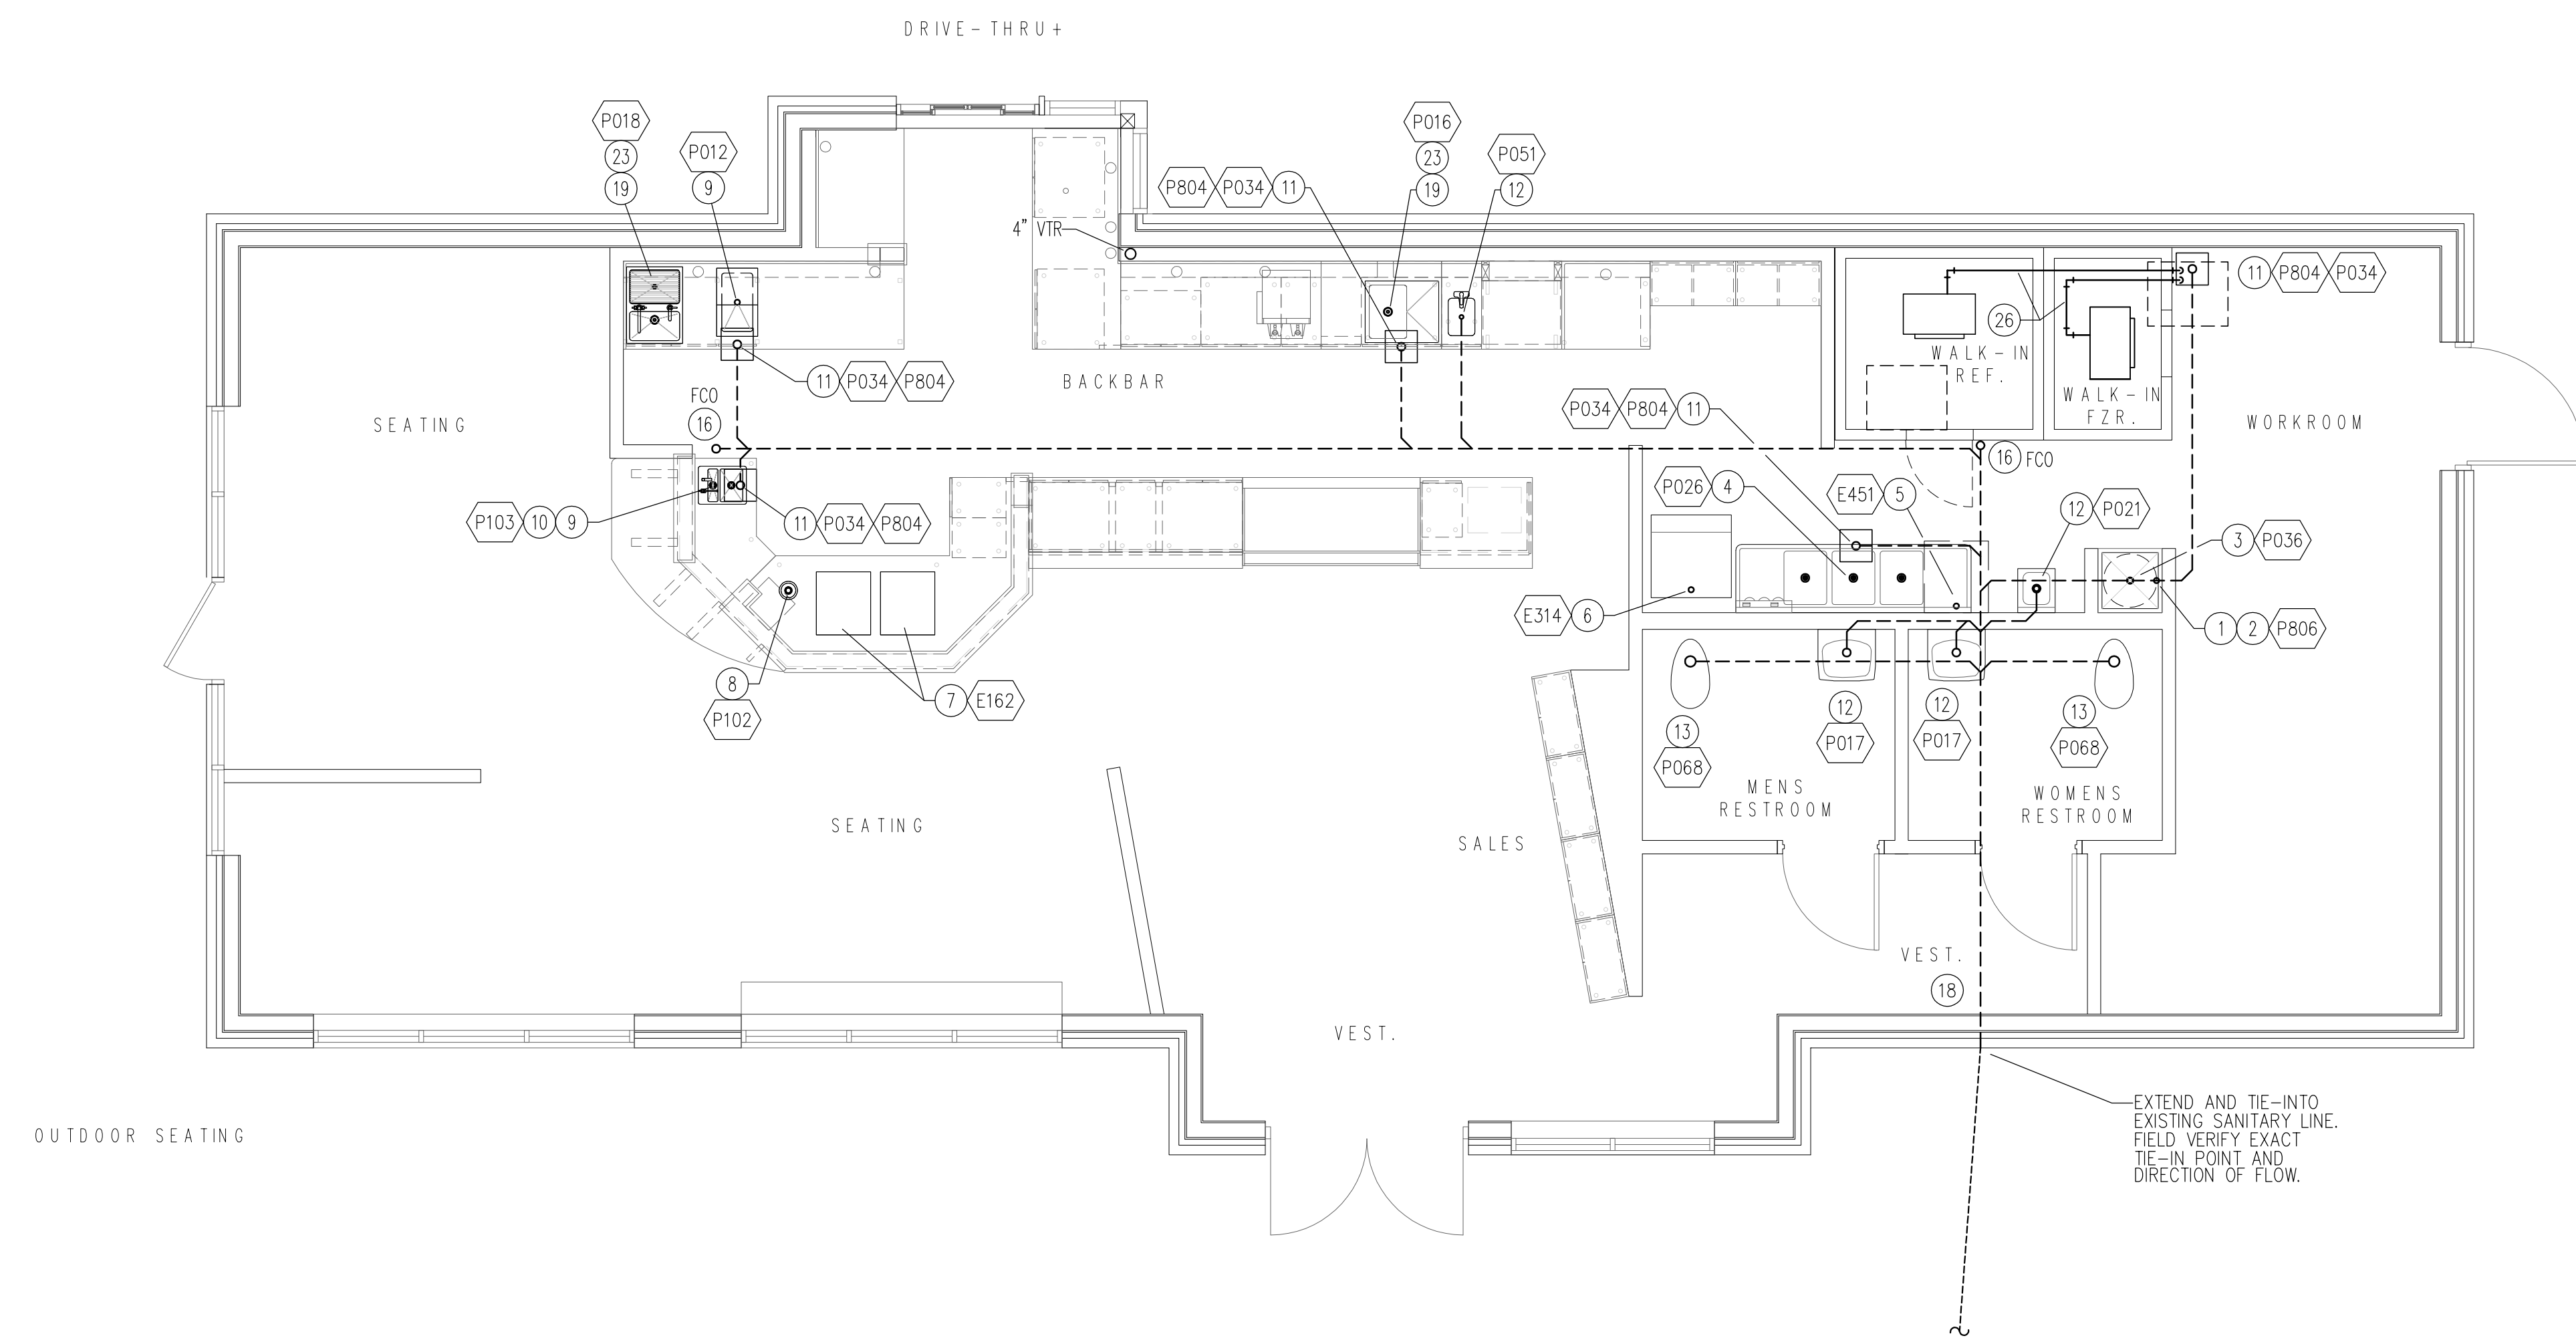 DRIVE-THRU+
P018
23
19
P012
9
P804 P034 11
P016
23
19
P051
12
4" VTR
11 P804 P034
26
WALK-IN
REF.
WALK-IN
FZR.
WORKROOM
11 P034 P804
BACKBAR
SEATING
FCO
16
P034 P804 11
16 FCO
P026 4
E451 5
12 P021
P103 10 9
11 P034 P804
3 P036
E314 6
1 2 P806
8
P102
7 E162
13
P068
12
P017
12
P017
13
P068
MENS
RESTROOM
WOMENS
RESTROOM
SEATING
SALES
VEST.
18
VEST.
EXTEND AND TIE-INTO
EXISTING SANITARY LINE.
FIELD VERIFY EXACT
TIE-IN POINT AND
DIRECTION OF FLOW.
OUTDOOR SEATING